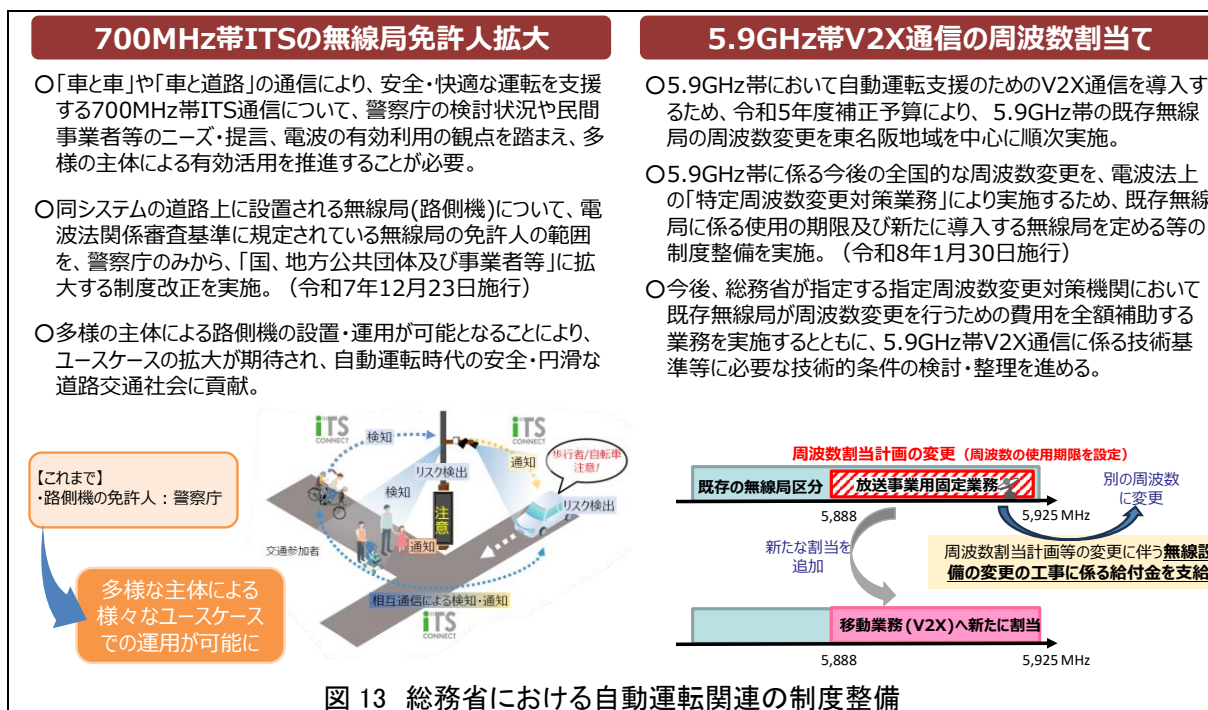 700MHz帯ITSの無線局免許人拡大
〇「車と車」や「車と道路」の通信により、安全・快適な運転を支援
する700MHz帯ITS通信について、警察庁の検討状況や民間
事業者等のニーズ・提言、電波の有効利用の観点を踏まえ、多
様の主体による有効活用を推進することが必要。
〇同システムの道路上に設置される無線局(路側機)について、電
波法関係審査基準に規定されている無線局の免許人の範囲
を、警察庁のみから、「国、地方公共団体及び事業者等」に拡
大する制度改正を実施。（令和7年12月23日施行）
〇多様の主体による路側機の設置・運用が可能となることにより、
ユースケースの拡大が期待され、自動運転時代の安全・円滑な
道路交通社会に貢献。
【これまで】
・路側機の免許人：警察庁
多様な主体による
様々なユースケース
での運用が可能に
iTS
CONNECT
検知
iTS
CONNECT
通知
歩行者/自転車
注意!
リスク検出
検知
リスク検出
注意
通知
交通参加者
相互通信による検知・通知
iTS
CONNECT
5.9GHz帯V2X通信の周波数割当て
〇5.9GHz帯において自動運転支援のためのV2X通信を導入す
るため、令和5年度補正予算により、5.9GHz帯の既存無線
局の周波数変更を東名阪地域を中心に順次実施。
〇5.9GHz帯に係る今後の全国的な周波数変更を、電波法上
の「特定周波数変更対策業務」により実施するため、既存無線
局に係る使用の期限及び新たに導入する無線局を定める等の
制度整備を実施。（令和8年1月30日施行）
〇今後、総務省が指定する指定周波数変更対策機関において
既存無線局が周波数変更を行うための費用を全額補助する
業務を実施するとともに、5.9GHz帯V2X通信に係る技術基
準等に必要な技術的条件の検討・整理を進める。
周波数割当計画の変更（周波数の使用期限を設定）
既存の無線局区分
放送事業用固定業務
別の周波数
に変更
5,888
5,925 MHz
新たな割当を
追加
周波数割当計画等の変更に伴う無線設
備の変更の工事に係る給付金を支給
移動業務(V2X)へ新たに割当
5,888
5,925 MHz
図 13 総務省における自動運転関連の制度整備